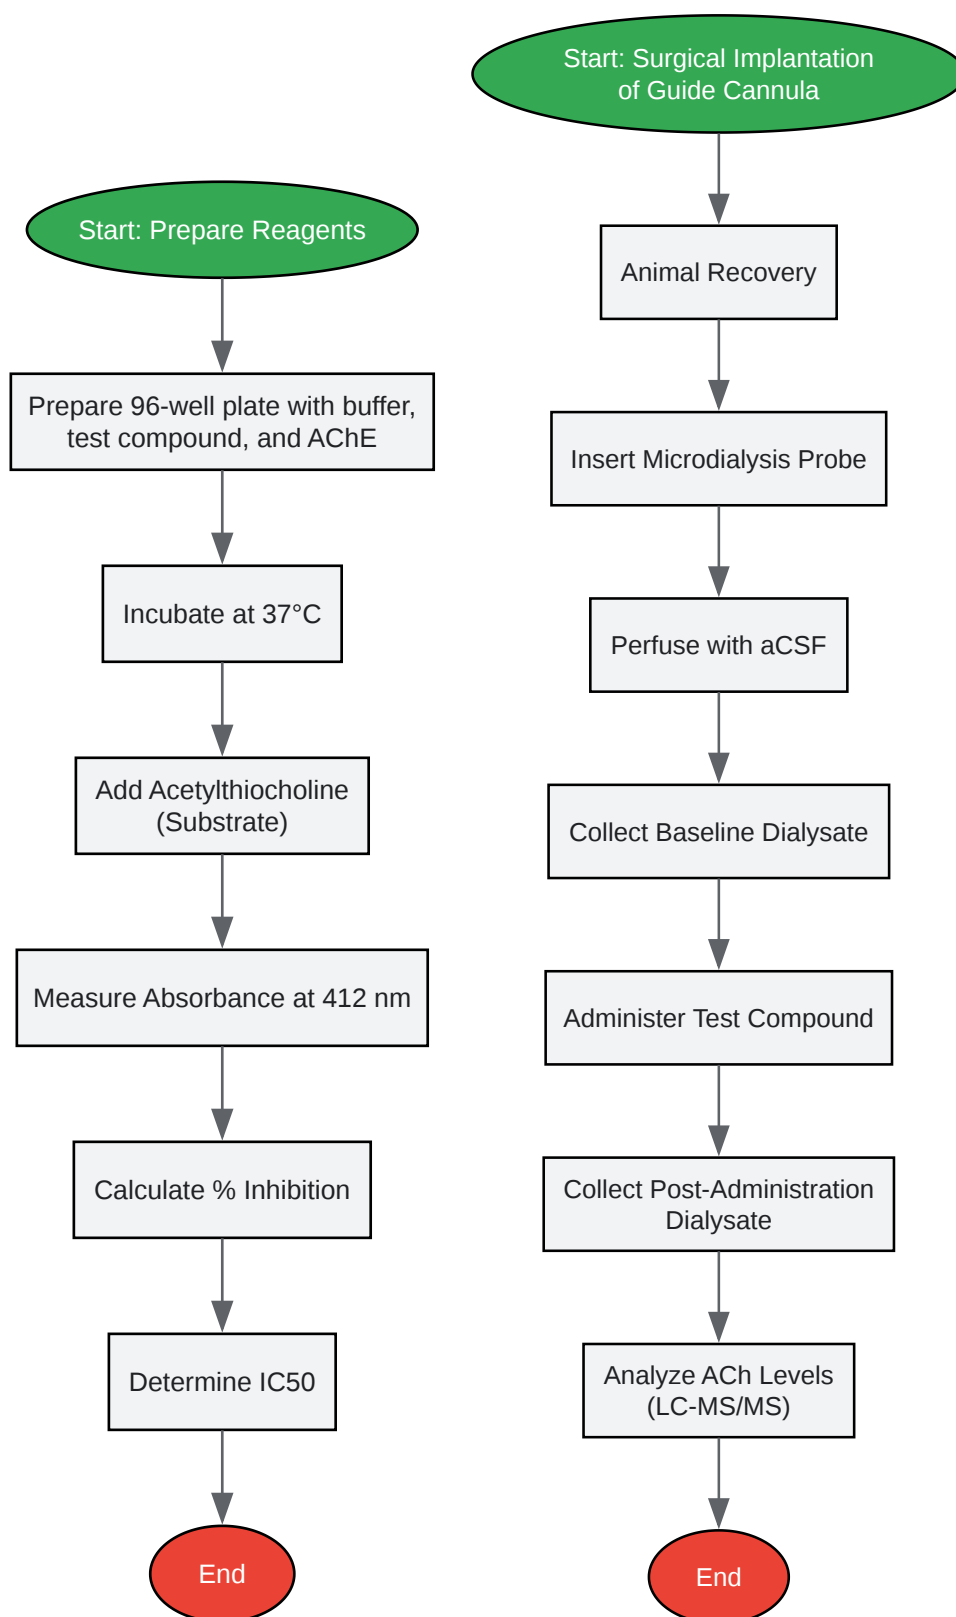 Start: Prepare Reagents
Prepare 96-well plate with buffer,
test compound, and AChE
Incubate at 37°C
Add Acetylthiocholine
(Substrate)
Measure Absorbance at 412 nm
Calculate % Inhibition
Determine IC50
End
Start: Surgical Implantation
of Guide Cannula
Animal Recovery
Insert Microdialysis Probe
Perfuse with aCSF
Collect Baseline Dialysate
Administer Test Compound
Collect Post-Administration
Dialysate
Analyze ACh Levels
(LC-MS/MS)
End